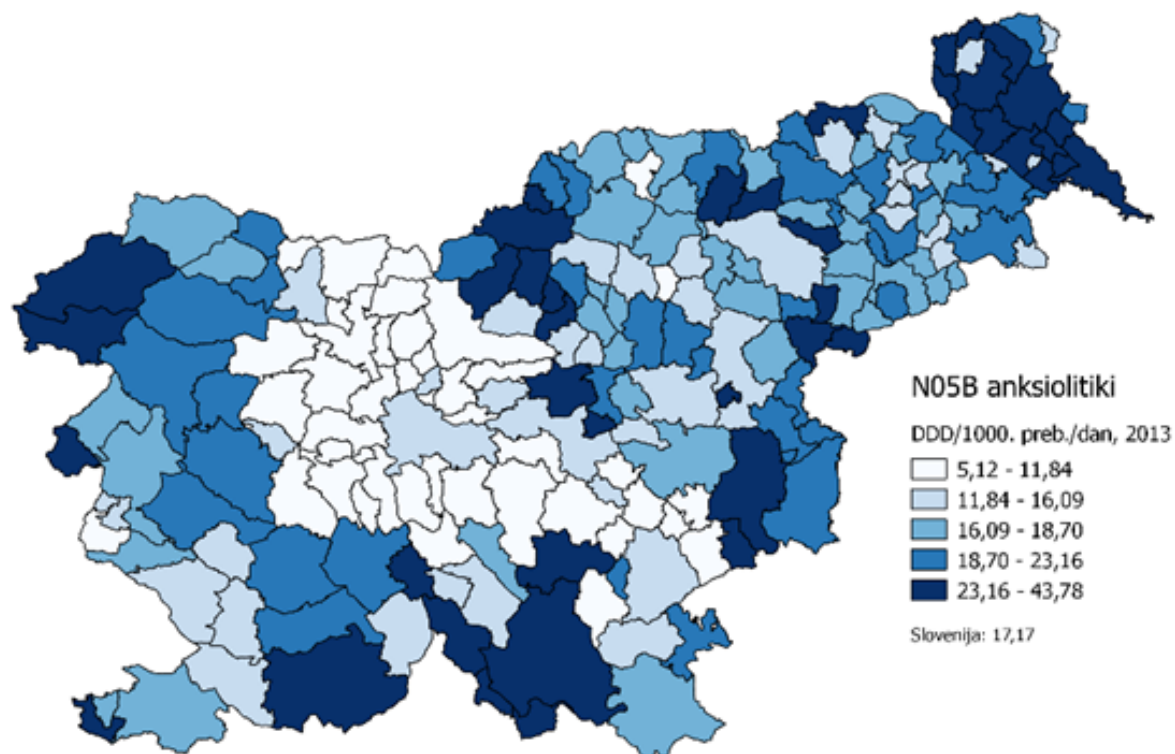 N05B anksiolitiki
DDD/1000. preb./dan, 2013
5,12 - 11,84
11,84 - 16,09
16,09 - 18,70
18,70 - 23,16
23,16 - 43,78
Slovenija: 17,17